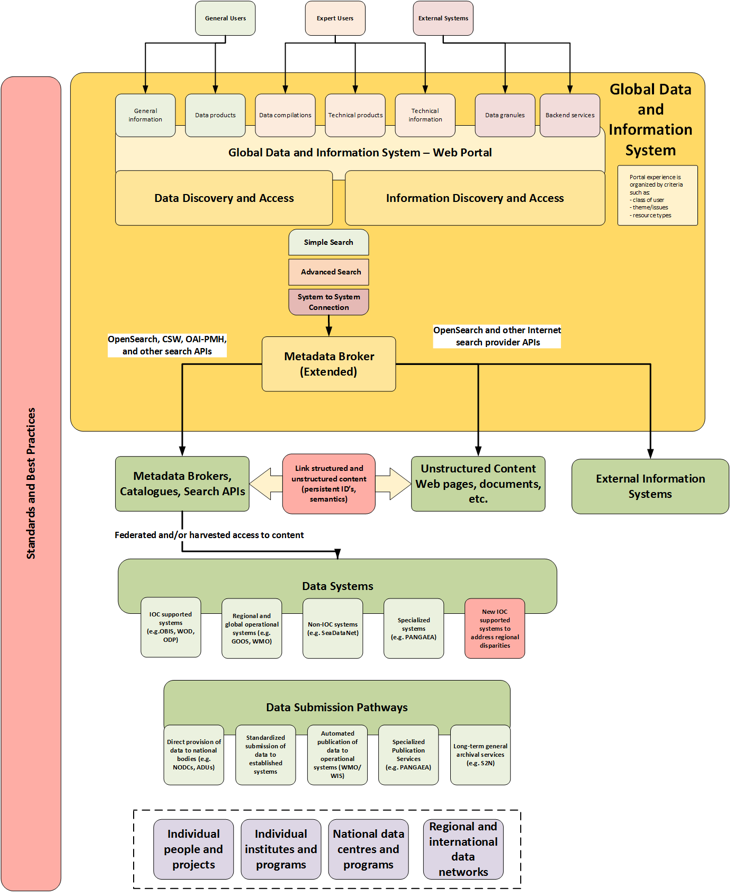 General Users
Expert Users
External Systems
General
information
Data products
Data compilations
Technical products
Technical
information
Data granules
Backend services
Global Data
and
Information
System
Global Data and Information System – Web Portal
Data Discovery and Access
Information Discovery and Access
Portal experience is
organized by criteria
such as:
- class of user
- theme/issues
- resource types
Simple Search
Advanced Search
System to System
Connection
OpenSearch, CSW, OAI-PMH,
and other search APIs
OpenSearch and other Internet
search provider APIs
Metadata Broker
(Extended)
Standards and Best Practices
Metadata Brokers,
Catalogues, Search APIs
Link structured and
unstructured content
(persistent ID's,
semantics)
Unstructured Content
Web pages, documents,
etc.
External Information
Systems
Federated and/or harvested access to content
Data Systems
IOC supported
systems
(e.g.OBIS, WOD,
ODP)
Regional and
global operational
systems (e.g.
GOOS, WMO)
Non-IOC systems
(e.g. SeaDataNet)
Specialized
systems
(e.g. PANGAEA)
New IOC
supported
systems to
address regional
disparities
Data Submission Pathways
Direct provision of
data to national
bodies (e.g.
NODCs, ADUs)
Standardized
submission of
data to
established
systems
Automated
publication of
data to
operational
systems (WMO/
WIS)
Specialized
Publication
Services
(e.g. PANGAEA)
Long-term general
archival services
(e.g. S2N)
Individual
people and
projects
Individual
institutes and
programs
National data
centres and
programs
Regional and
international
data
networks